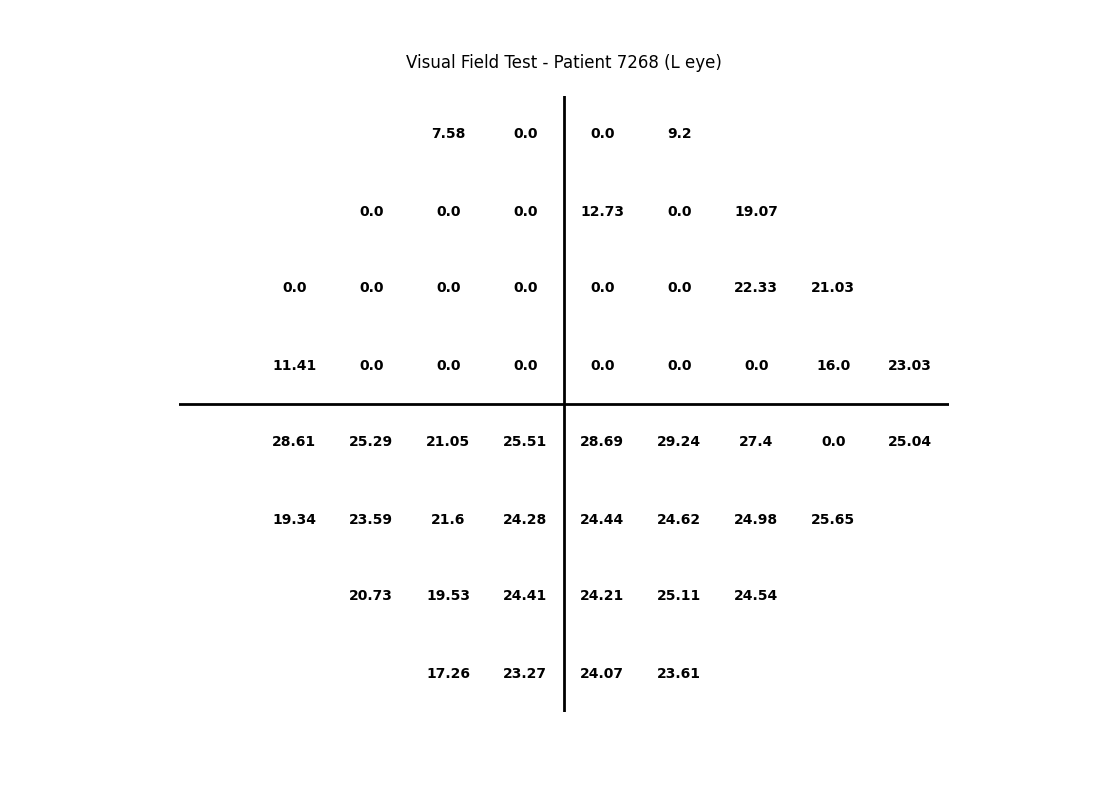 Visual Field Test - Patient 7268 (L eye)
7.58 0.0 0.0 9.2
0.0 0.0 0.0 12.73 0.0 19.07
0.0 0.0 0.0 0.0 0.0 0.0 22.33 21.03
11.41 0.0 0.0 0.0 0.0 0.0 0.0 16.0 23.03
28.61 25.29 21.05 25.51 28.69 29.24 27.4 0.0 25.04
19.34 23.59 21.6 24.28 24.44 24.62 24.98 25.65
20.73 19.53 24.41 24.21 25.11 24.54
17.26 23.27 24.07 23.61